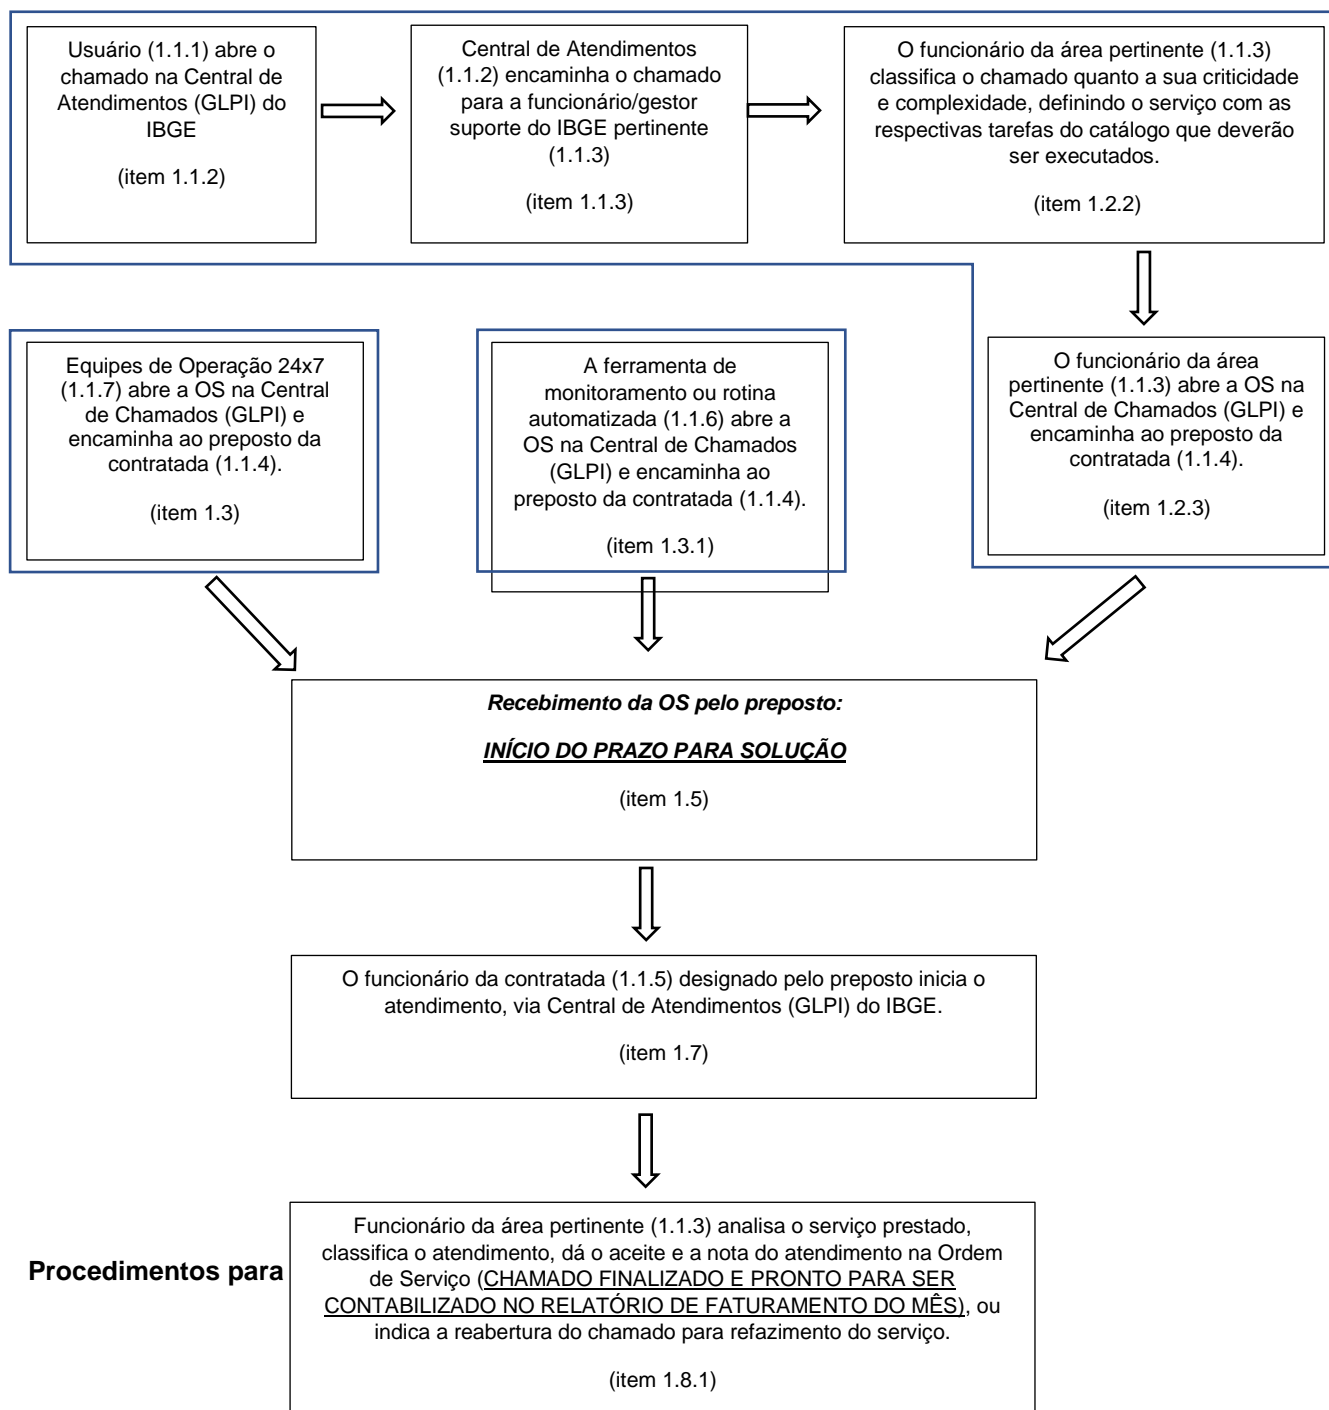 Usuário (1.1.1) abre o
chamado na Central de
Atendimentos (GLPI) do
IBGE
(item 1.1.2)
Central de Atendimentos
(1.1.2) encaminha o chamado
para a funcionário/gestor
suporte do IBGE pertinente
(1.1.3)
(item 1.1.3)
O funcionário da área pertinente (1.1.3)
classifica o chamado quanto a sua criticidade
e complexidade, definindo o serviço com as
respectivas tarefas do catálogo que deverão
ser executados.
(item 1.2.2)
Equipes de Operação 24x7
(1.1.7) abre a OS na Central
de Chamados (GLPI) e
encaminha ao preposto da
contratada (1.1.4).
(item 1.3)
A ferramenta de
monitoramento ou rotina
automatizada (1.1.6) abre a
OS na Central de Chamados
(GLPI) e encaminha ao
preposto da contratada (1.1.4).
(item 1.3.1)
O funcionário da área
pertinente (1.1.3) abre a OS na
Central de Chamados (GLPI) e
encaminha ao preposto da
contratada (1.1.4).
(item 1.2.3)
Recebimento da OS pelo preposto:
INÍCIO DO PRAZO PARA SOLUÇÃO
(item 1.5)
O funcionário da contratada (1.1.5) designado pelo preposto inicia o
atendimento, via Central de Atendimentos (GLPI) do IBGE.
(item 1.7)
Procedimentos para
Funcionário da área pertinente (1.1.3) analisa o serviço prestado,
classifica o atendimento, dá o aceite e a nota do atendimento na Ordem
de Serviço (CHAMADO FINALIZADO E PRONTO PARA SER
CONTABILIZADO NO RELATÓRIO DE FATURAMENTO DO MÊS), ou
indica a reabertura do chamado para refazimento do serviço.
(item 1.8.1)